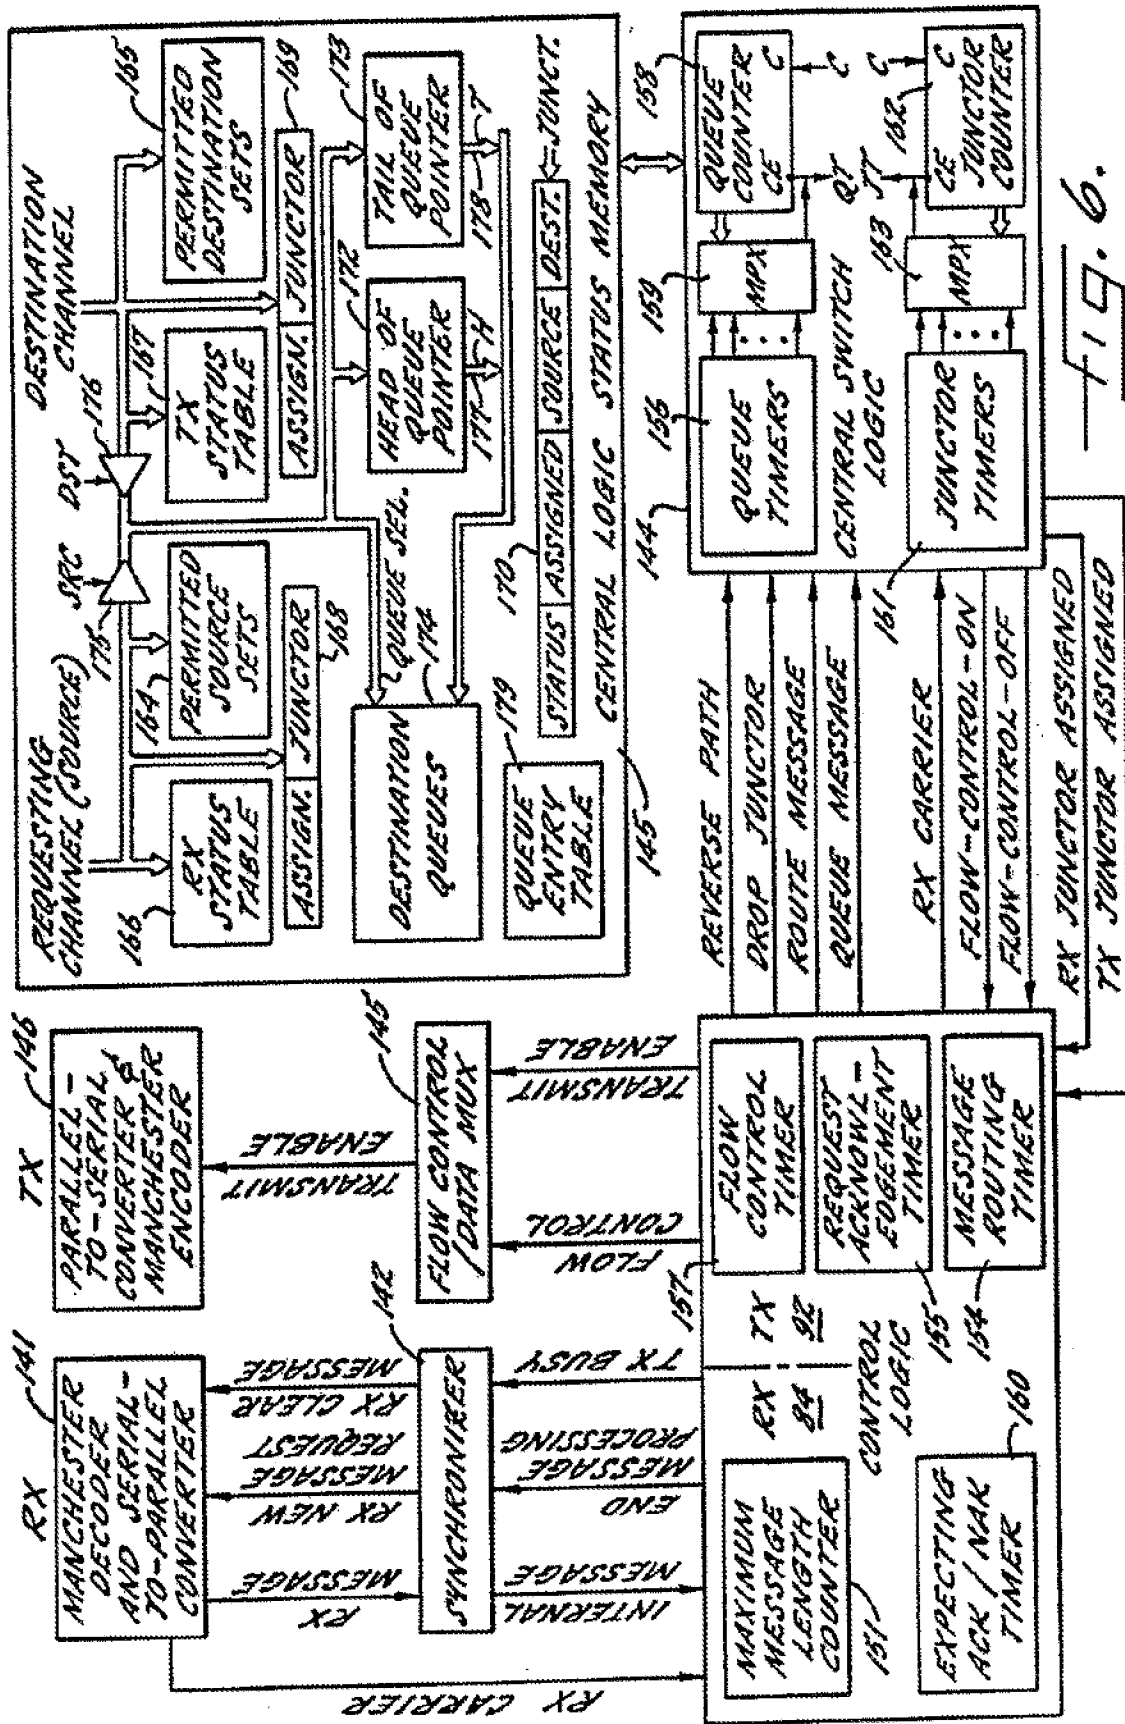 RX
141
MANCHESTER
DECODER
AND SERIAL-
TO-PARALLEL
CONVERTER
TX
146
PARALLEL-
TO-SERIAL
CONVERTER &
MANCHESTER
ENCODER
RX CARRIER
RX
MESSAGE
RX NEW
MESSAGE
REQUEST
RX CLEAR
MESSAGE
TRANSMIT
ENABLE
142
SYNCHRONIZER
145
FLOW CONTROL
/DATA MUX
INTERNAL
MESSAGE
END
MESSAGE
PROCESSING
TX BUSY
FLOW
CONTROL
TRANSMIT
ENABLE
MAXIMUM
MESSAGE
LENGTH
COUNTER
151
EXPECTING
ACK/NAK
TIMER
160
RX
84
TX
92
CONTROL
LOGIC
157
FLOW
CONTROL
TIMER
REQUEST
ACKNOWL-
EDGEMENT
TIMER
155
MESSAGE
ROUTING
TIMER
154
REVERSE PATH
DROP JUNCTOR
ROUTE MESSAGE
QUEUE MESSAGE
RX CARRIER
FLOW-CONTROL-ON
FLOW-CONTROL-OFF
RX JUNCTOR ASSIGNED
TX JUNCTOR ASSIGNED
REQUESTING
CHANNEL (SOURCE)
DESTINATION
CHANNEL
175
SRC
DST
176
166
RX
STATUS
TABLE
164
PERMITTED
SOURCE
SETS
167
TX
STATUS
TABLE
165
PERMITTED
DESTINATION
SETS
ASSIGN. JUNCTOR
168
ASSIGN. JUNCTOR
169
DESTINATION
QUEUES
QUEUE SEL.
174
172
HEAD OF
QUEUE
POINTER
173
TAIL OF
QUEUE
POINTER
177
H
178
T
179
QUEUE
ENTRY
TABLE
170
STATUS ASSIGNED SOURCE DEST.
JUNCT.
145
CENTRAL LOGIC STATUS MEMORY
144
156
QUEUE
TIMERS
159
MPX
158
QUEUE
COUNTER
CE C
QT C
CENTRAL SWITCH
LOGIC
161
JUNCTOR
TIMERS
163
MPX
JT C
162
CE C
JUNCTOR
COUNTER
Fig. 6.